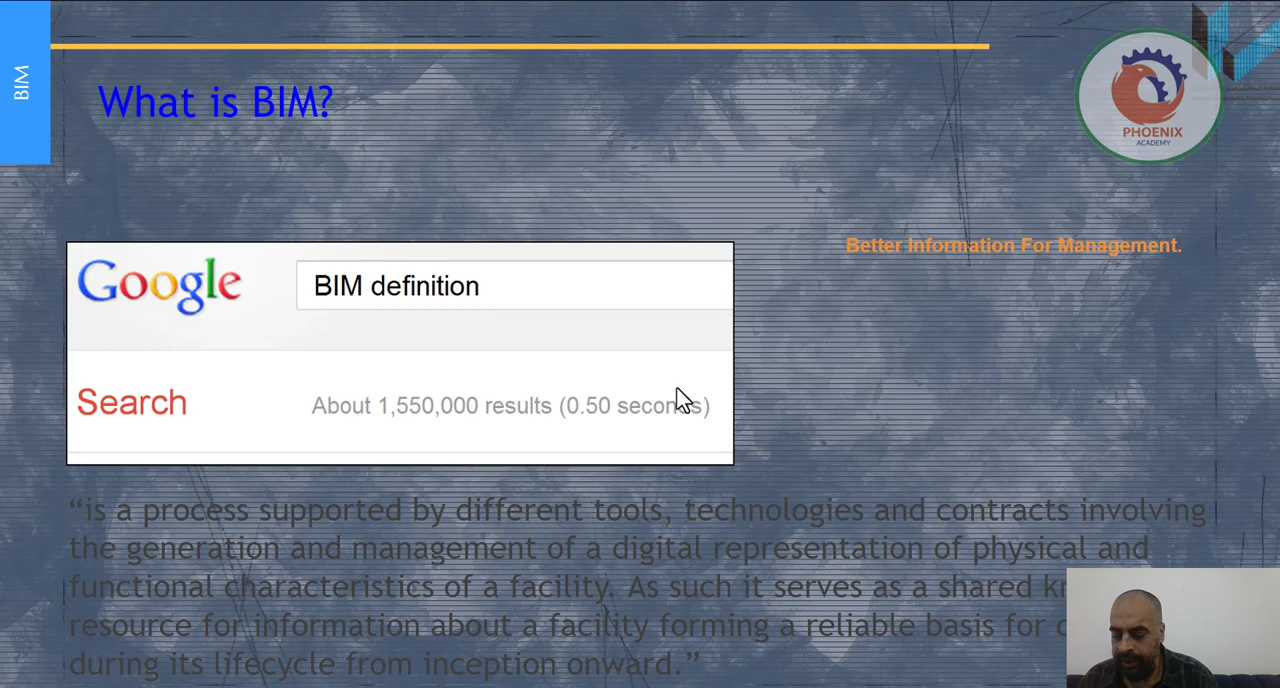 BIM
What is BIM?
PHOENIX
ACADEMY
Better Information For Management.
Google
BIM definition
Search
About 1,550,000 results (0.50 seconds)
“is a process supported by different tools, technologies and contracts involving
the generation and management of a digital representation of physical and
functional characteristics of a facility. As such it serves as a shared
resource for information about a facility forming a reliable basis for
during its lifecycle from inception onward.”